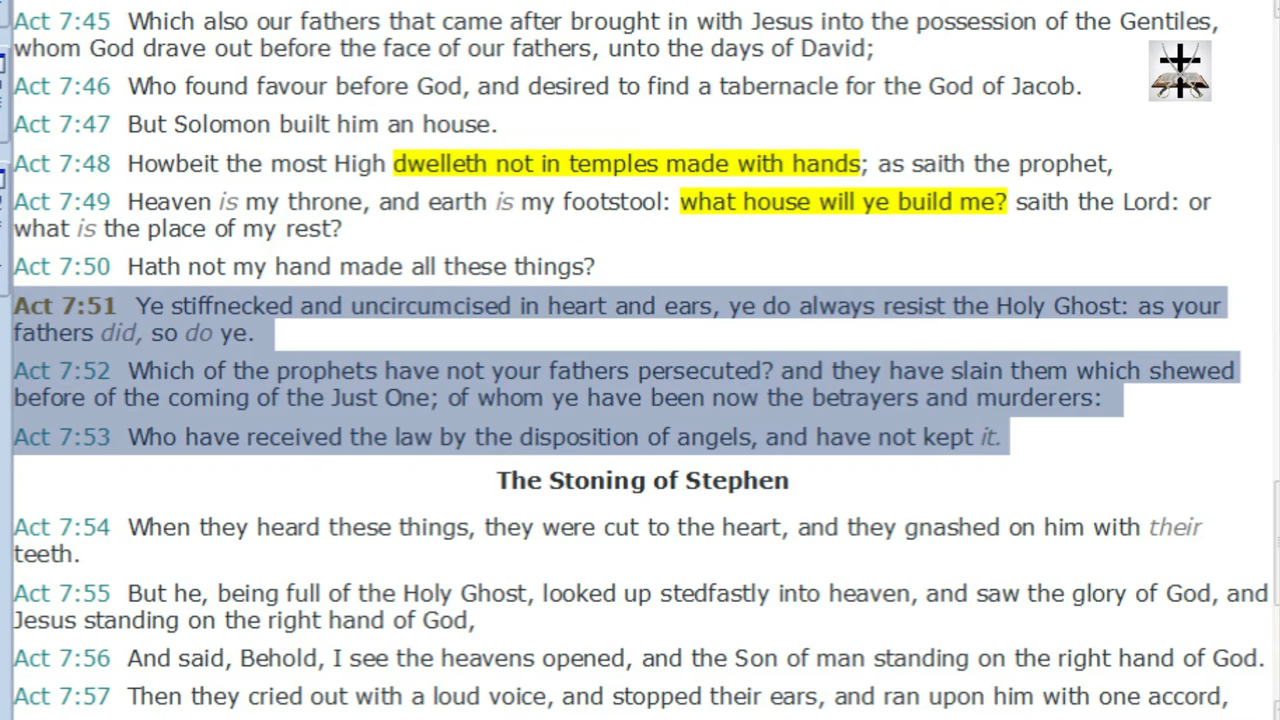 Act 7:45 Which also our fathers that came after brought in with Jesus into the possession of the Gentiles,
whom God drave out before the face of our fathers, unto the days of David;
Act 7:46 Who found favour before God, and desired to find a tabernacle for the God of Jacob.
Act 7:47 But Solomon built him an house.
Act 7:48 Howbeit the most High dwelleth not in temples made with hands; as saith the prophet,
Act 7:49 Heaven is my throne, and earth is my footstool: what house will ye build me? saith the Lord: or
what is the place of my rest?
Act 7:50 Hath not my hand made all these things?
Act 7:51 Ye stiffnecked and uncircumcised in heart and ears, ye do always resist the Holy Ghost: as your
fathers did, so do ye.
Act 7:52 Which of the prophets have not your fathers persecuted? and they have slain them which shewed
before of the coming of the Just One; of whom ye have been now the betrayers and murderers:
Act 7:53 Who have received the law by the disposition of angels, and have not kept it.
The Stoning of Stephen
Act 7:54 When they heard these things, they were cut to the heart, and they gnashed on him with their
teeth.
Act 7:55 But he, being full of the Holy Ghost, looked up stedfastly into heaven, and saw the glory of God, and
Jesus standing on the right hand of God,
Act 7:56 And said, Behold, I see the heavens opened, and the Son of man standing on the right hand of God.
Act 7:57 Then they cried out with a loud voice, and stopped their ears, and ran upon him with one accord,